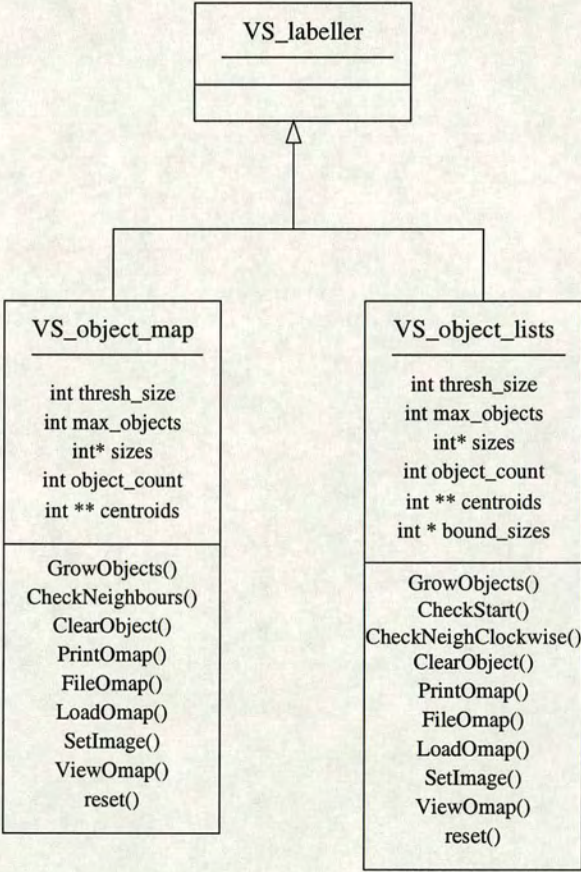 VS_labeller
VS_object_map
int thresh_size
int max_objects
int* sizes
int object_count
int ** centroids
GrowObjects()
CheckNeighbours()
ClearObject()
PrintOmap()
FileOmap()
LoadOmap()
SetImage()
ViewOmap()
reset()
VS_object_lists
int thresh_size
int max_objects
int* sizes
int object_count
int ** centroids
int * bound_sizes
GrowObjects()
CheckStart()
CheckNeighClockwise()
ClearObject()
PrintOmap()
FileOmap()
LoadOmap()
SetImage()
ViewOmap()
reset()